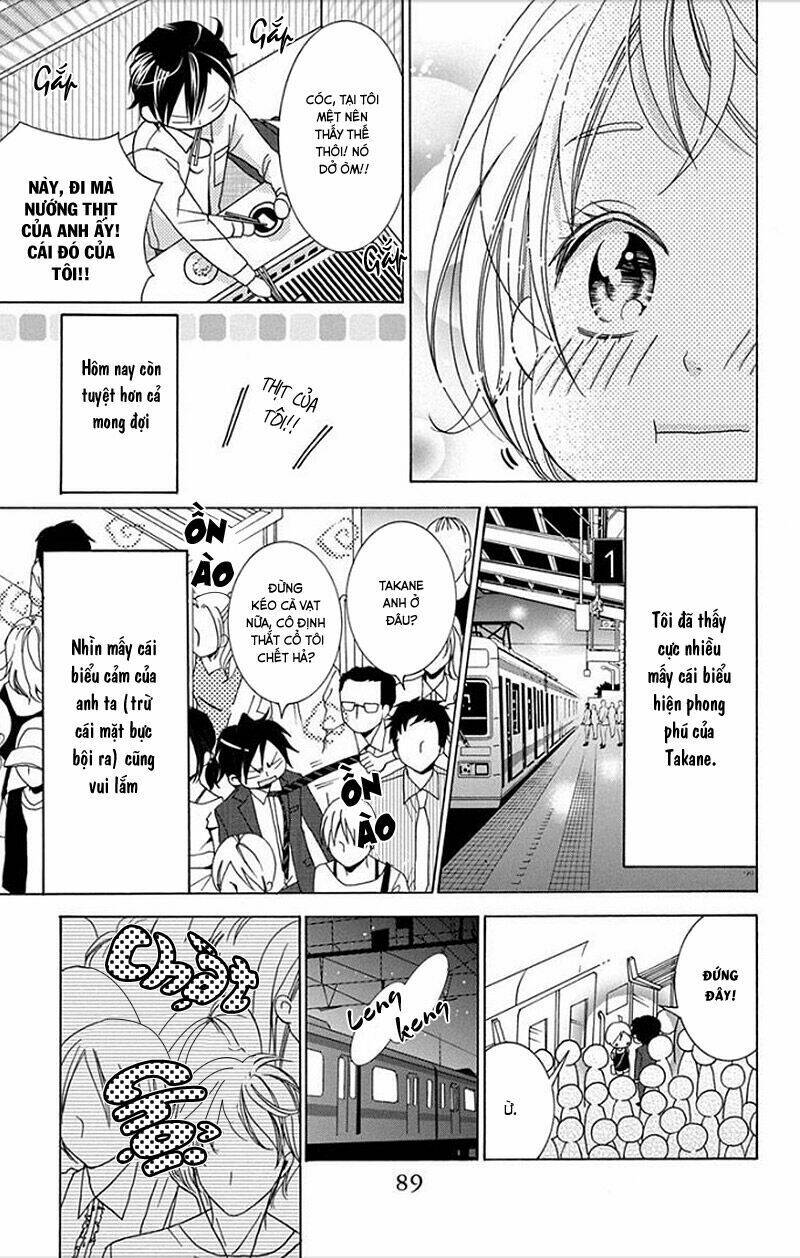 Gắp
Gắp
CÓC, TẠI TÔI
MỆT NÊN
THẤY THẾ
THÔI! NÓ
DỞ ÒM!!
NÀY, ĐI MÀ
NƯỚNG THỊT
CỦA ANH ẤY!
CÁI ĐÓ CỦA
TÔI!!
Gắp
Hôm nay còn
tuyệt hơn cả
mong đợi
THỊT CỦA
TÔI!!
1
Tôi đã thấy
cực nhiều
mấy cái biểu
hiện phong
phú của
Takane.
TAKANE
ANH Ở
ĐÂU?
ĐỪNG
KÉO CÀ VẠT
NỮA, CÔ ĐỊNH
THẮT CỔ TÔI
CHẾT HẢ?
ỒN
ÀO
Nhìn mấy cái
biểu cảm của
anh ta (trừ
cái mặt bực
bội ra) cũng
vui lắm
ỒN
ÀO
ĐỨNG
ĐÂY!
Ừ.
Leng
keng
Chật
89